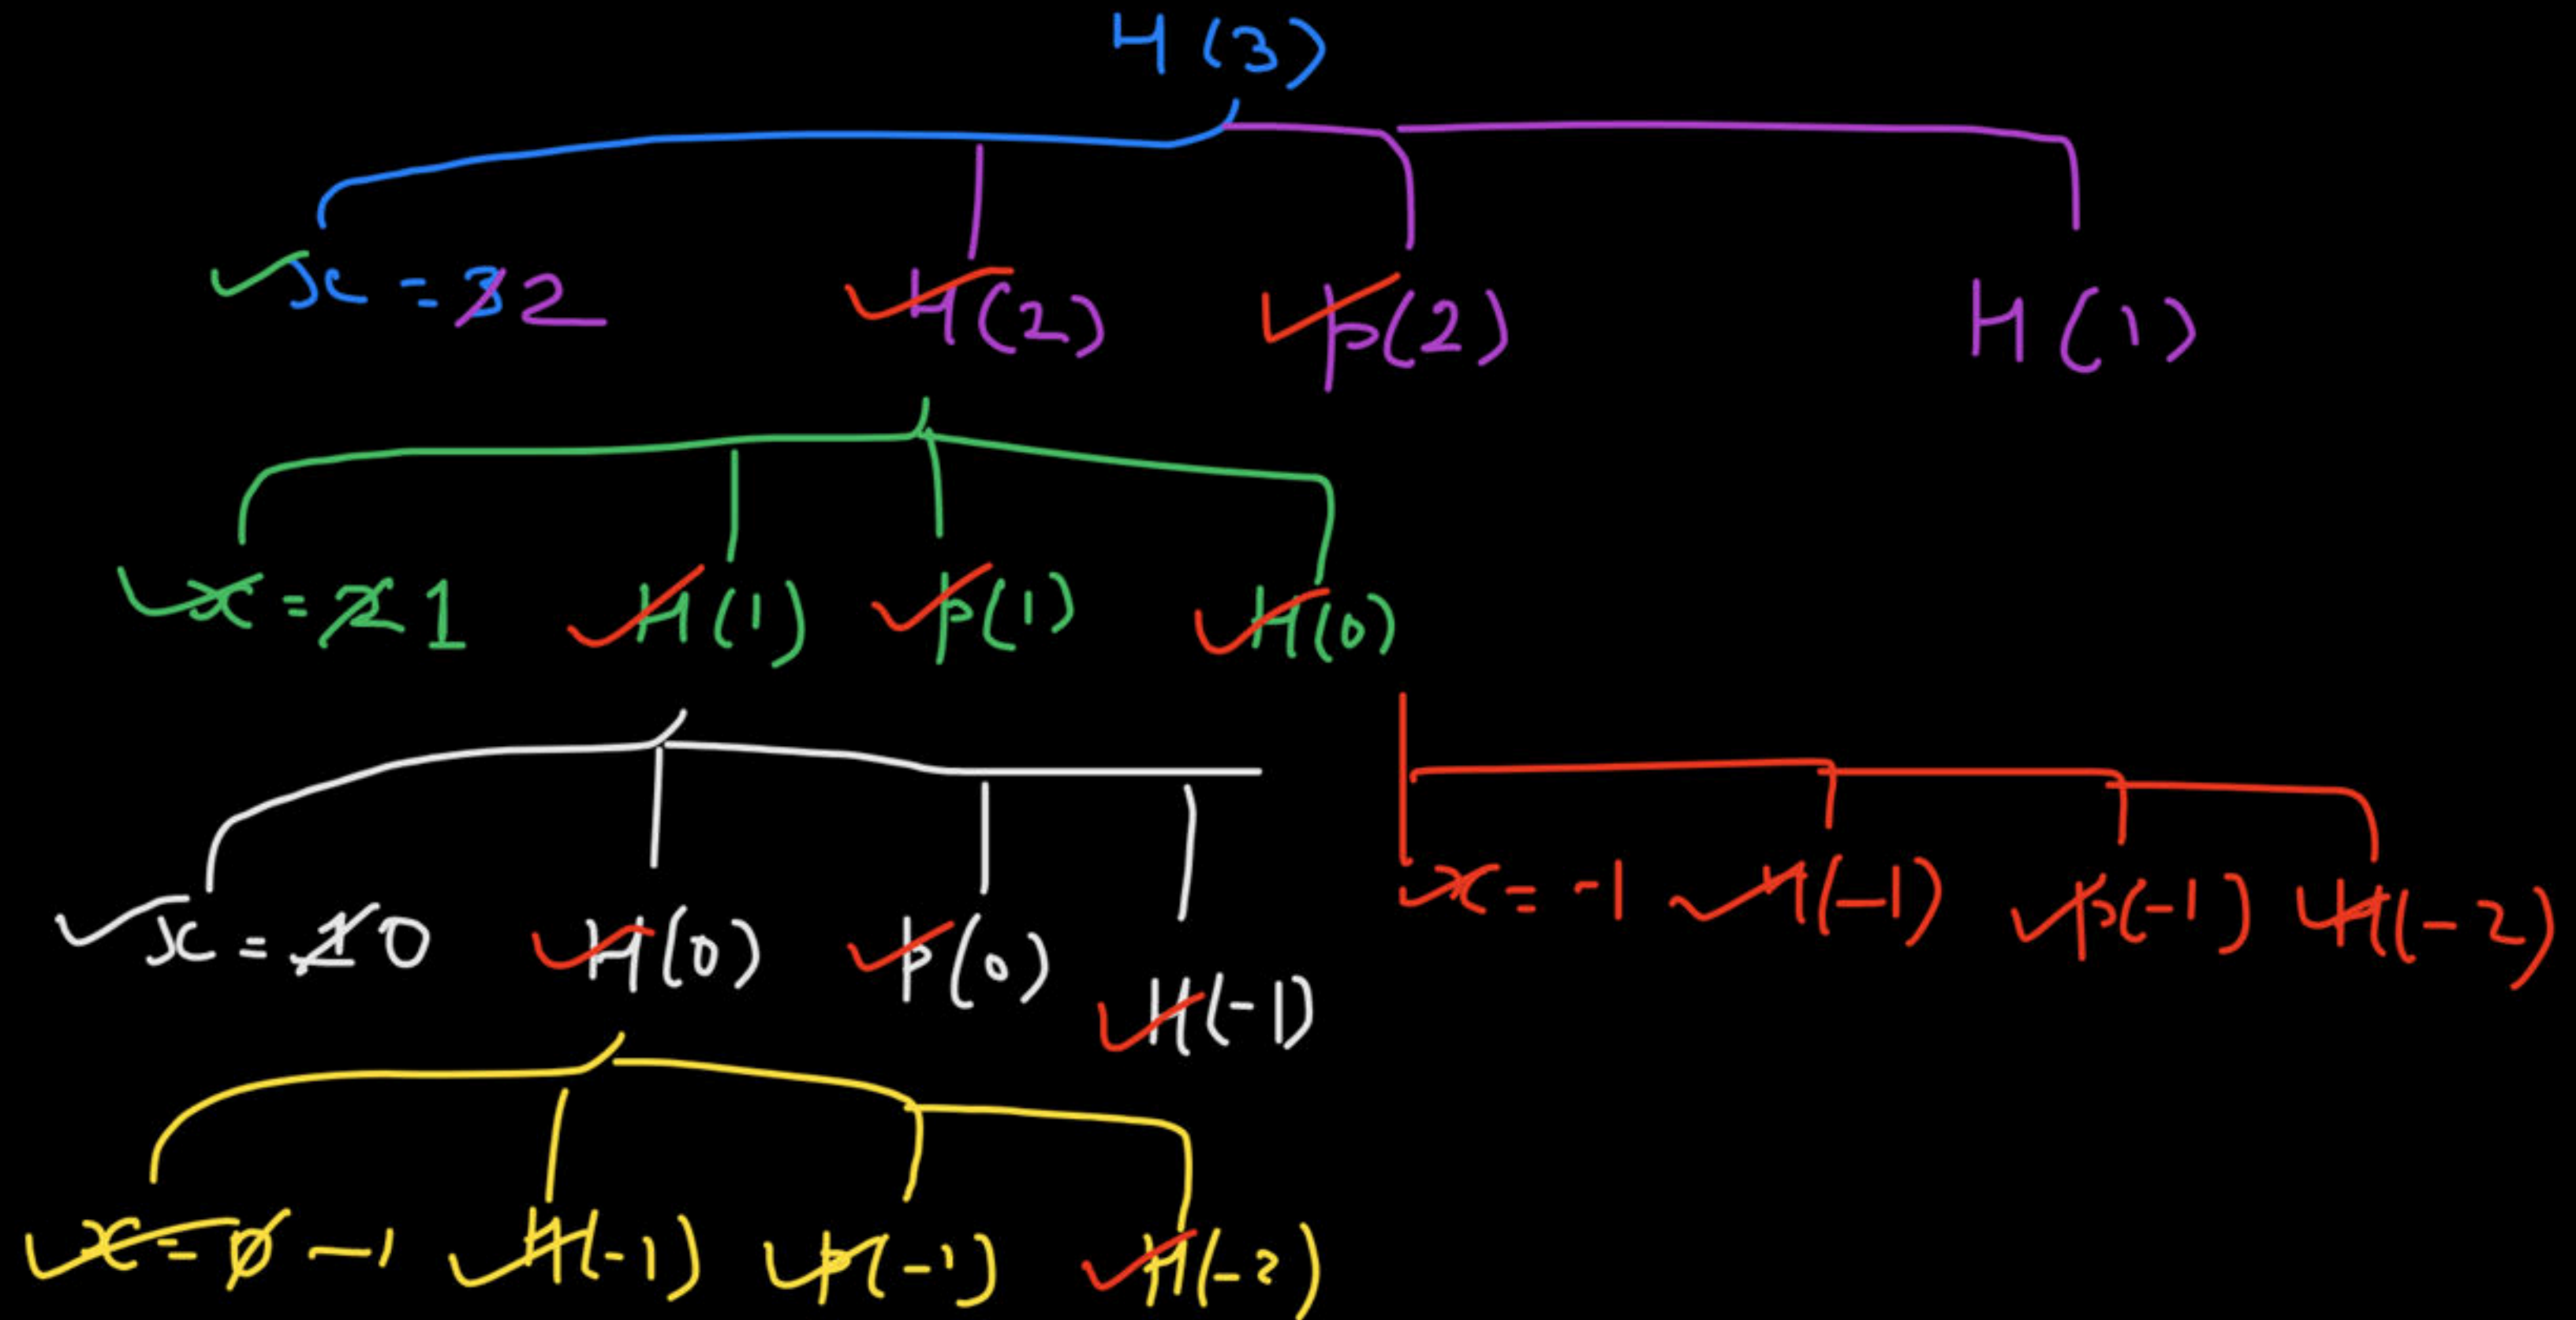 H(3)
x = 3 2 H(2) p(2) H(1)
x = 2 1 H(1) p(1) H(0)
x = 1 0 H(0) p(0) H(-1) x = -1 H(-1) p(-1) H(-2)
x = 0 -1 H(-1) p(-1) H(-2)